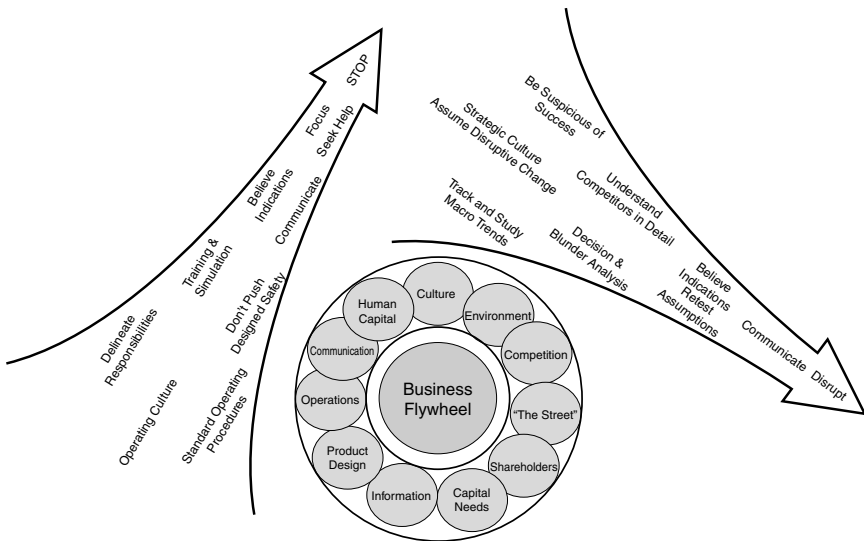 STOP
Focus
Seek Help
Believe
Indications
Communicate
Training &
Simulation
Don't Push
Designed Safety
Delineate
Responsibilities
Operating Culture
Standard Operating
Procedures
Be Suspicious of
Success
Strategic Culture
Assume Disruptive Change
Understand
Competitors in Detail
Track and Study
Macro Trends
Decision &
Blunder Analysis
Believe
Indications
Retest
Assumptions
Communicate
Disrupt
Culture
Environment
Competition
“The Street”
Shareholders
Capital
Needs
Information
Product
Design
Operations
Communication
Human
Capital
Business
Flywheel